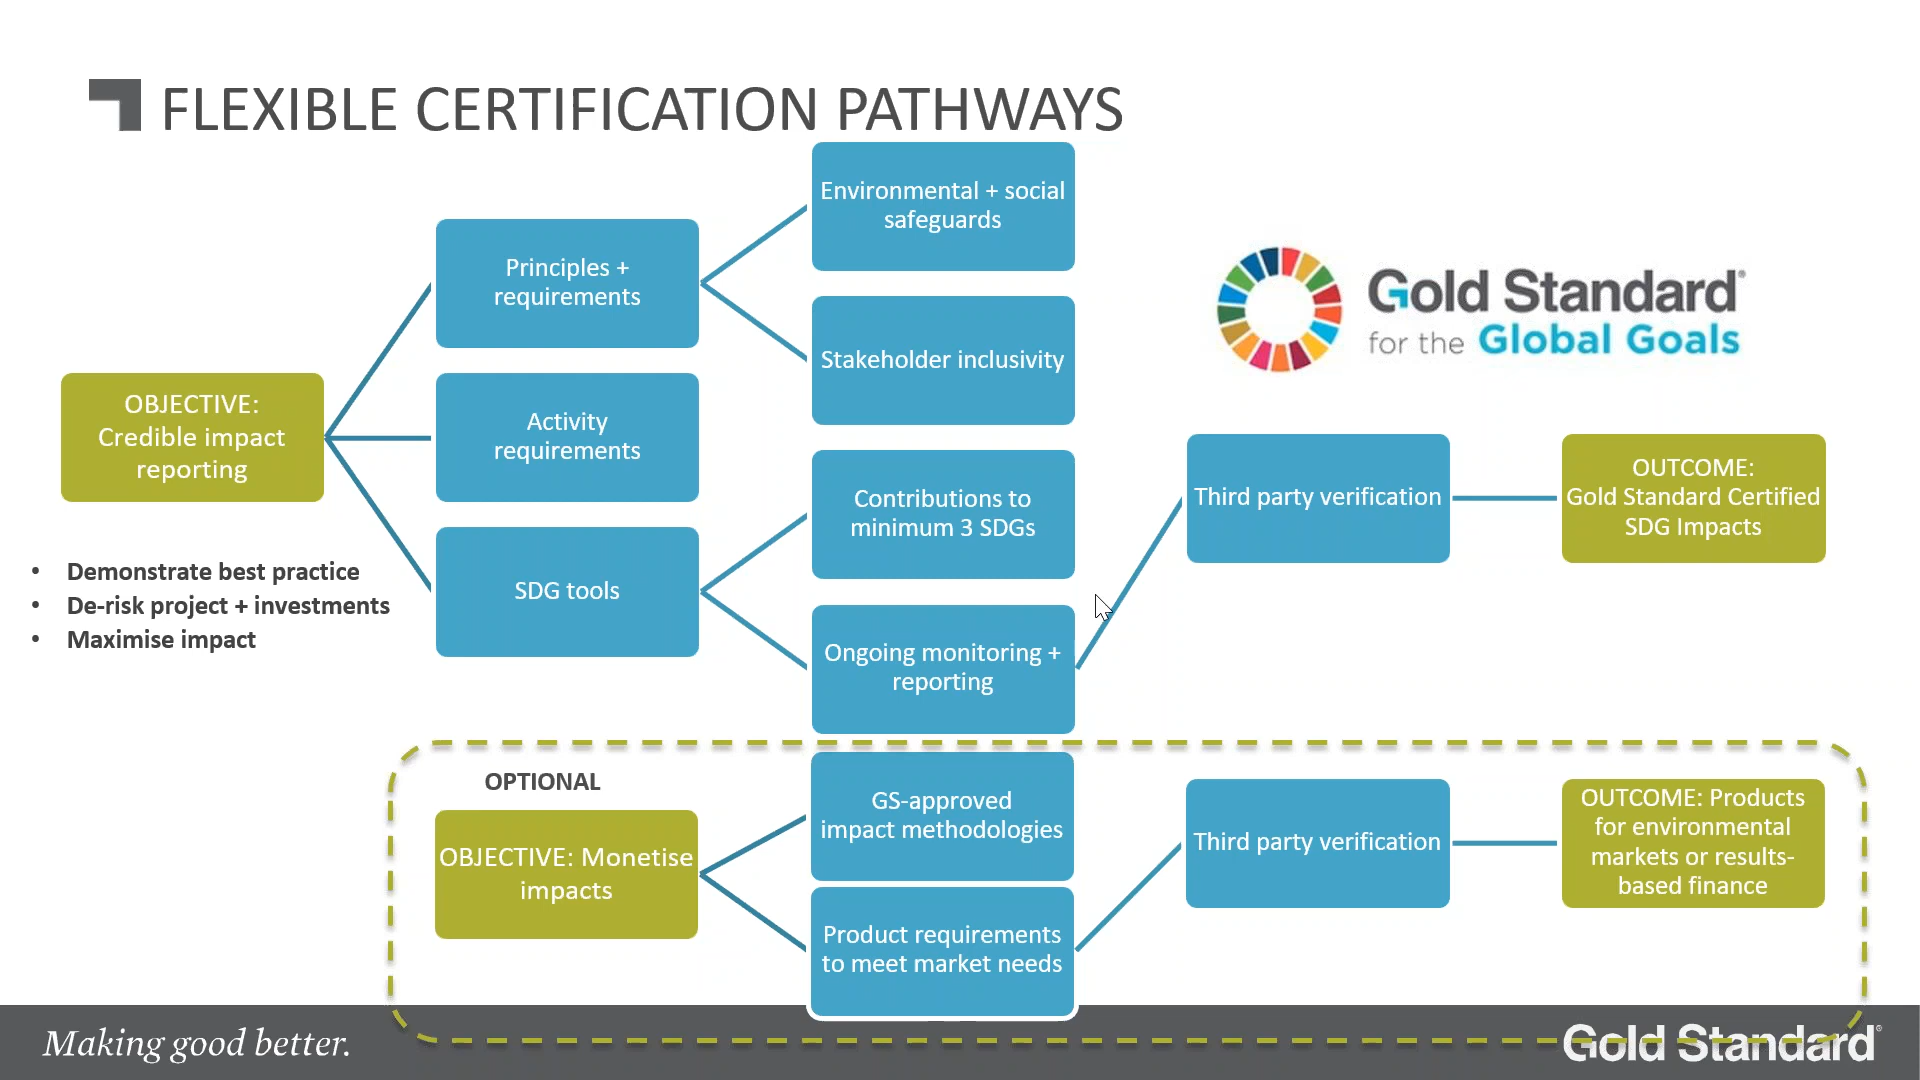 FLEXIBLE CERTIFICATION PATHWAYS
Environmental + social
safeguards
Principles +
requirements
Stakeholder inclusivity
Gold Standard®
for the Global Goals
OBJECTIVE:
Credible impact
reporting
Activity
requirements
Contributions to
minimum 3 SDGs
Third party verification
OUTCOME:
Gold Standard Certified
SDG Impacts
• Demonstrate best practice
• De-risk project + investments
• Maximise impact
SDG tools
Ongoing monitoring +
reporting
OPTIONAL
OBJECTIVE: Monetise
impacts
GS-approved
impact methodologies
Product requirements
to meet market needs
Third party verification
OUTCOME: Products
for environmental
markets or results-
based finance
Making good better.
Gold Standard®